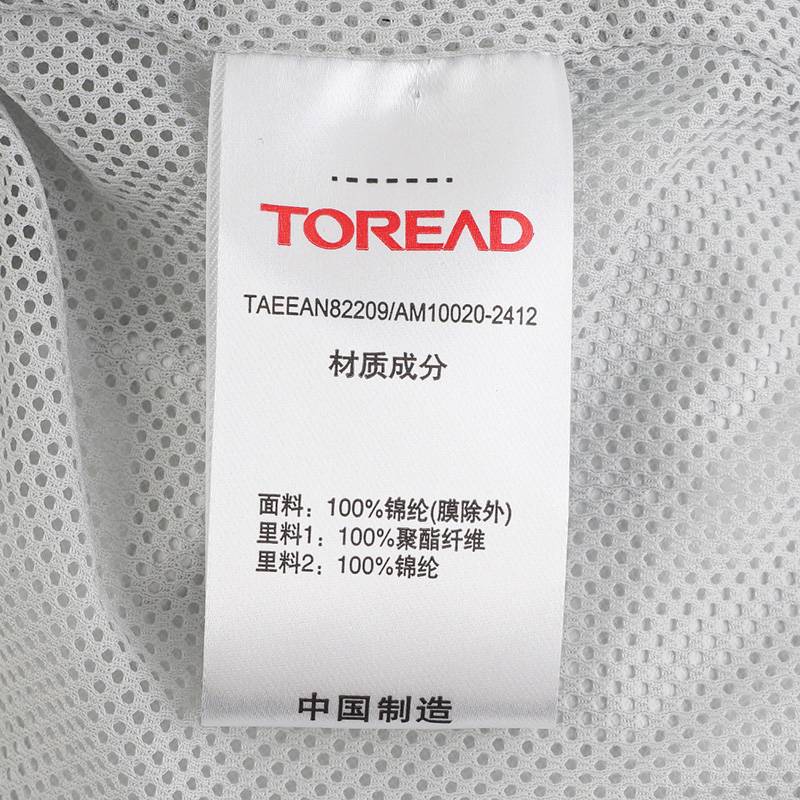 TOREAD
TAEEAN82209/AM10020-2412
材质成分
面料：100%锦纶(膜除外)
里料1：100%聚酯纤维
里料2：100%锦纶
中国制造